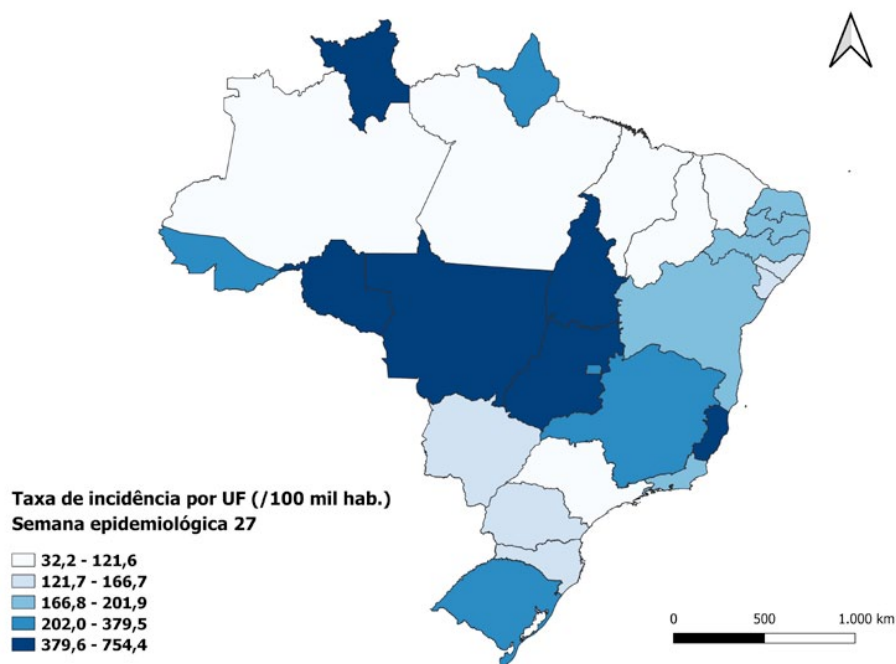 Taxa de incidência por UF (/100 mil hab.)
Semana epidemiológica 27
32,2 - 121,6
121,7 - 166,7
166,8 - 201,9
202,0 - 379,5
379,6 - 754,4
0 500 1.000 km